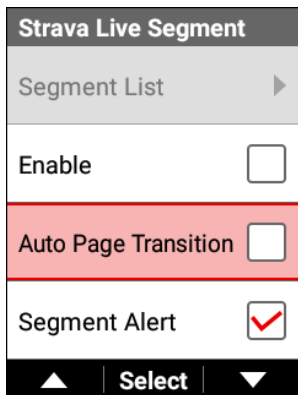 Strava Live Segment
Segment List
Enable
Auto Page Transition
Segment Alert
Select